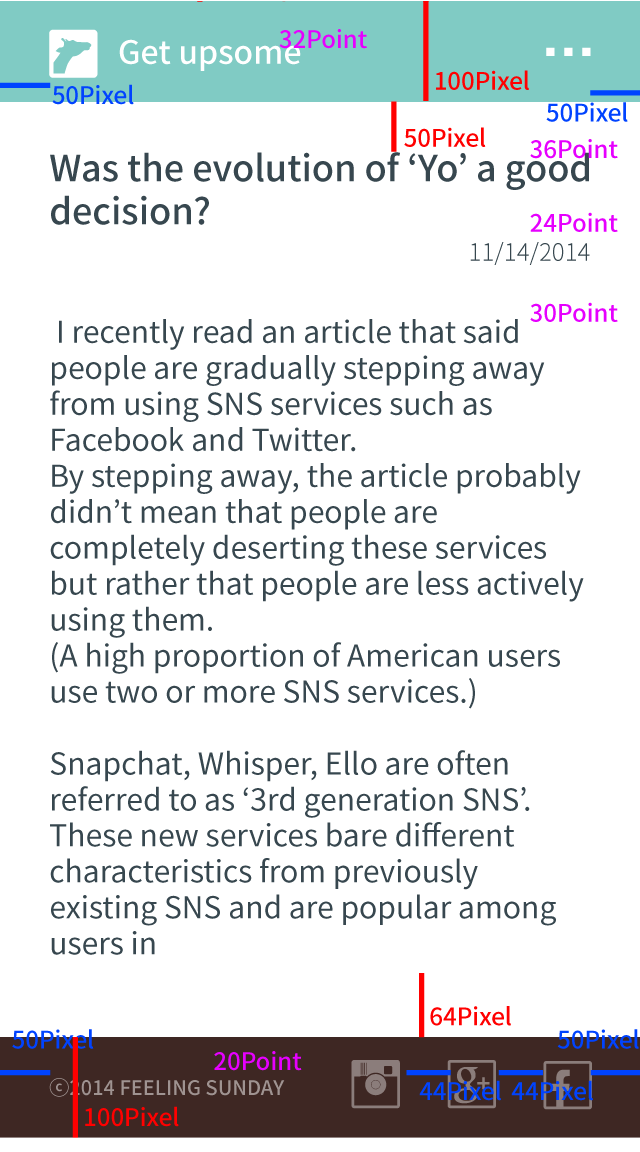 Get upsome
32Point
...
100Pixel
50Pixel
50Pixel
50Pixel
36Point
Was the evolution of ‘Yo’ a good
decision?
24Point
11/14/2014
30Point
I recently read an article that said
people are gradually stepping away
from using SNS services such as
Facebook and Twitter.
By stepping away, the article probably
didn’t mean that people are
completely deserting these services
but rather that people are less actively
using them.
(A high proportion of American users
use two or more SNS services.)
Snapchat, Whisper, Ello are often
referred to as ‘3rd generation SNS’.
These new services bare different
characteristics from previously
existing SNS and are popular among
users in
64Pixel
50Pixel
50Pixel
20Point
ⓒ2014 FEELING SUNDAY
g+
f
44Pixel
44Pixel
100Pixel